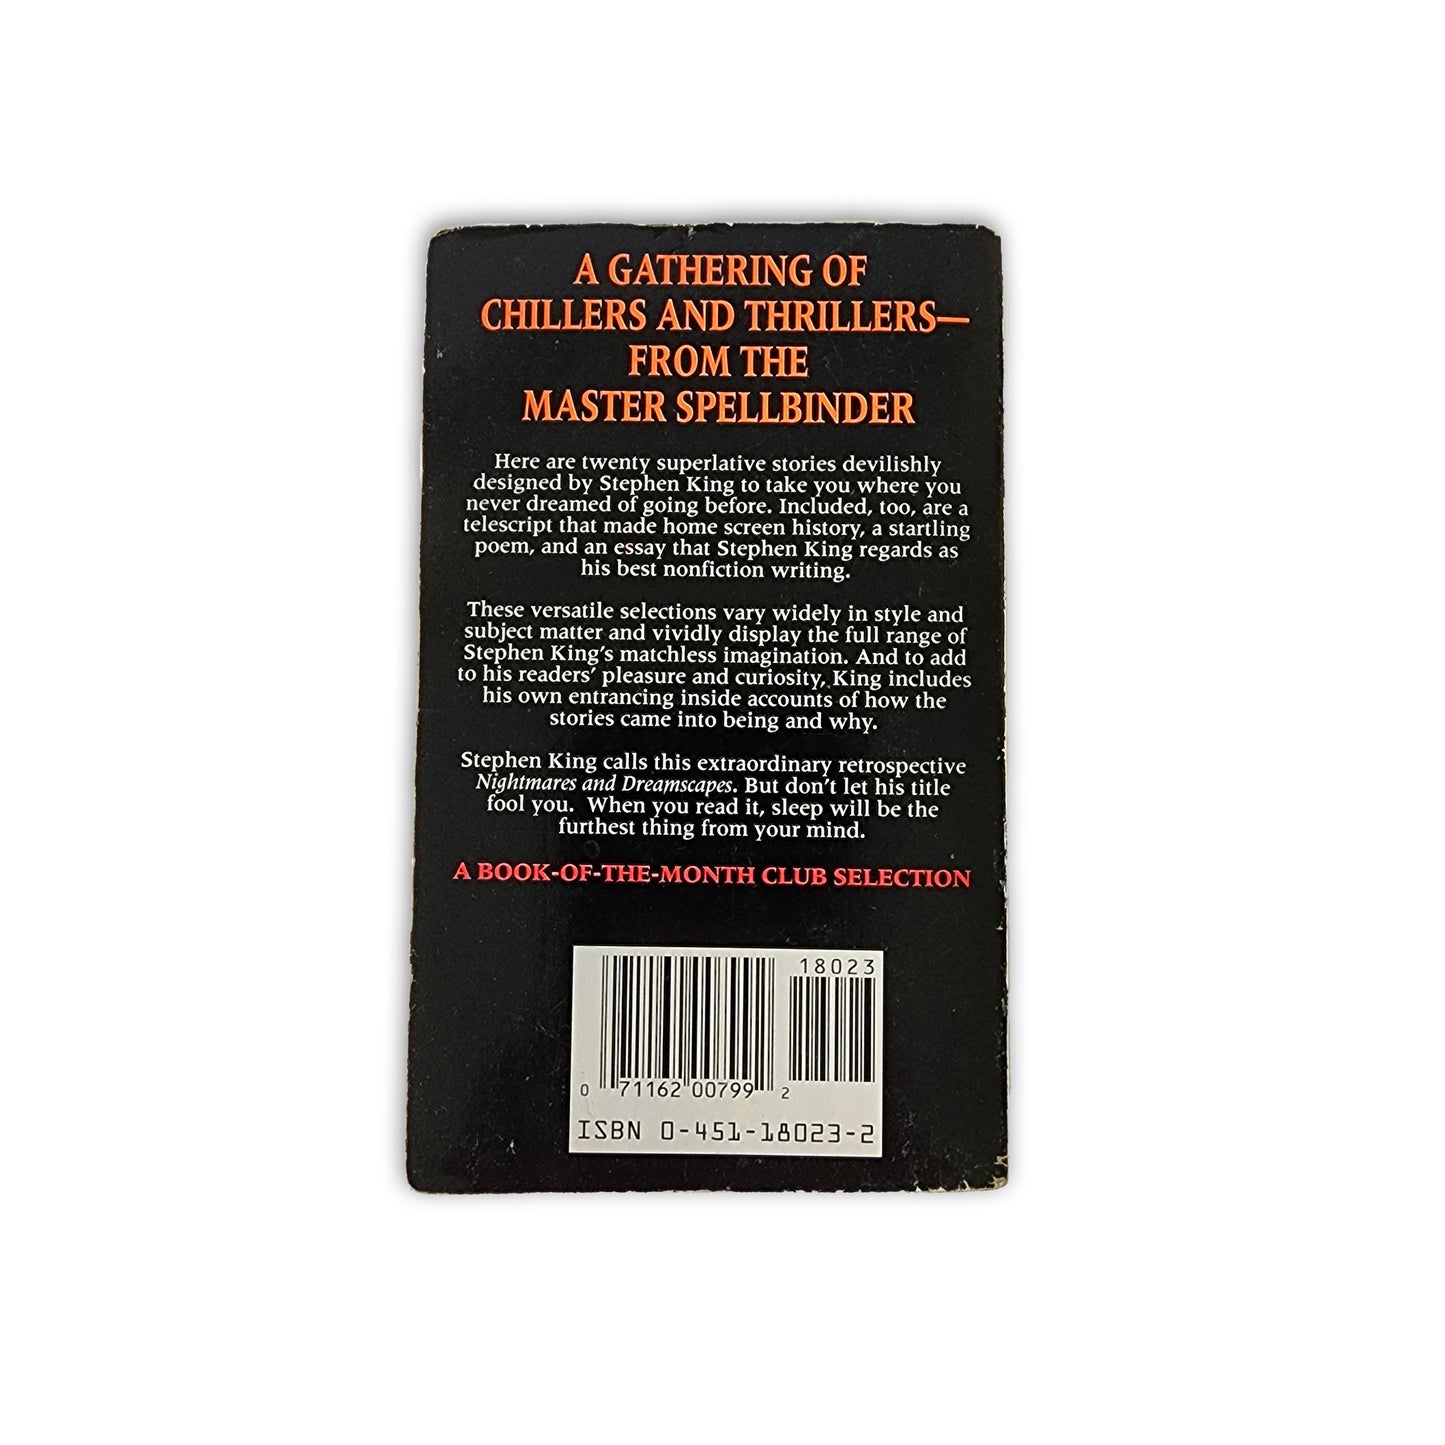 A GATHERING OF
CHILLERS AND THRILLERS—
FROM THE
MASTER SPELLBINDER
Here are twenty superlative stories devilishly
designed by Stephen King to take you where you
never dreamed of going before. Included, too, are a
telescript that made home screen history, a startling
poem, and an essay that Stephen King regards as
his best nonfiction writing.
These versatile selections vary widely in style and
subject matter and vividly display the full range of
Stephen King's matchless imagination. And to add
to his readers' pleasure and curiosity, King includes
his own entrancing inside accounts of how the
stories came into being and why.
Stephen King calls this extraordinary retrospective
Nightmares and Dreamscapes. But don't let his title
fool you. When you read it, sleep will be the
furthest thing from your mind.
A BOOK-OF-THE-MONTH CLUB SELECTION
18023
0 71162 00799 2
ISBN 0-451-18023-2